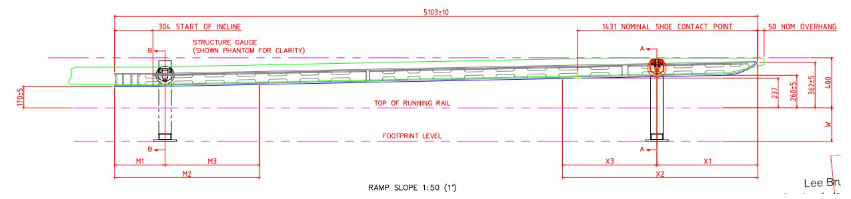 5103±10
304 START OF INCLINE
1431 NOMINAL SHOE CONTACT POINT
50 NOM OVERHANG
STRUCTURE GAUGE
(SHOWN PHANTOM FOR CLARITY)
B
A
170±5
TOP OF RUNNING RAIL
237
260±5
362±5
400
FOOTPRINT LEVEL
W
B
A
M1
M3
X3
X1
M2
X2
RAMP SLOPE 1:50 (1°)
Lee Bru